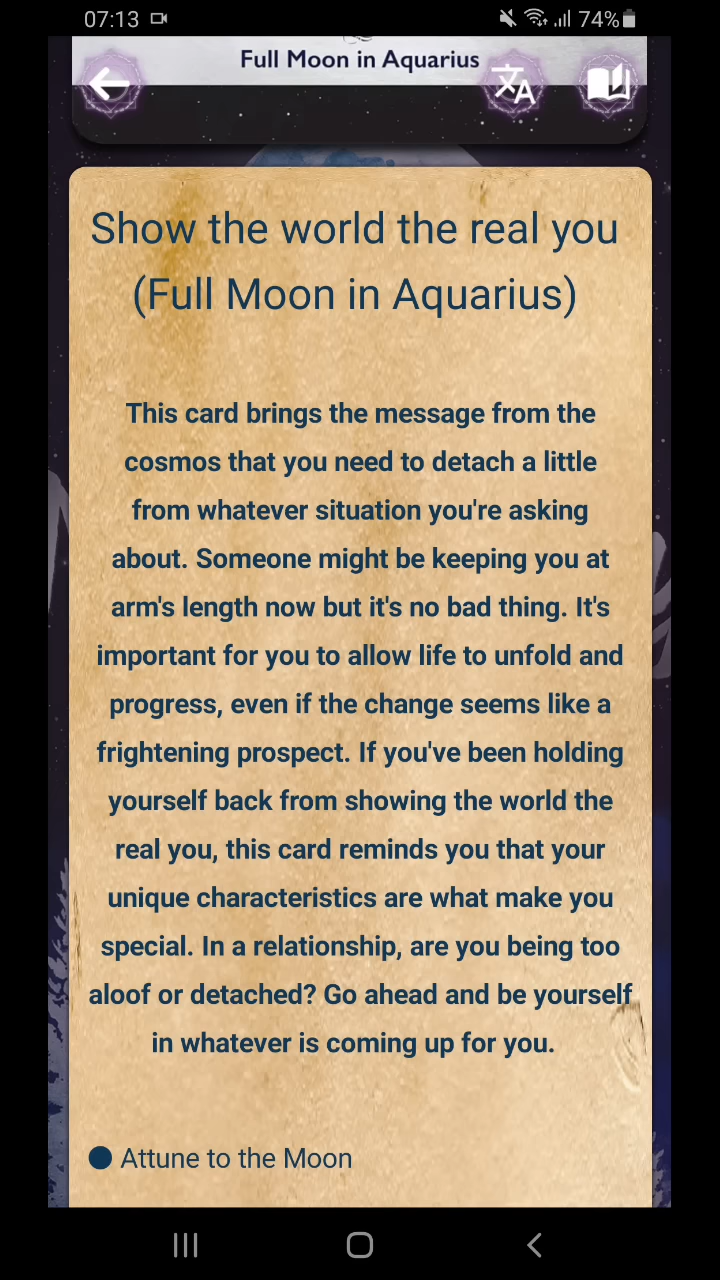 07:13
74%
Full Moon in Aquarius
文A
Show the world the real you
(Full Moon in Aquarius)
This card brings the message from the
cosmos that you need to detach a little
from whatever situation you're asking
about. Someone might be keeping you at
arm's length now but it's no bad thing. It's
important for you to allow life to unfold and
progress, even if the change seems like a
frightening prospect. If you've been holding
yourself back from showing the world the
real you, this card reminds you that your
unique characteristics are what make you
special. In a relationship, are you being too
aloof or detached? Go ahead and be yourself
in whatever is coming up for you.
Attune to the Moon